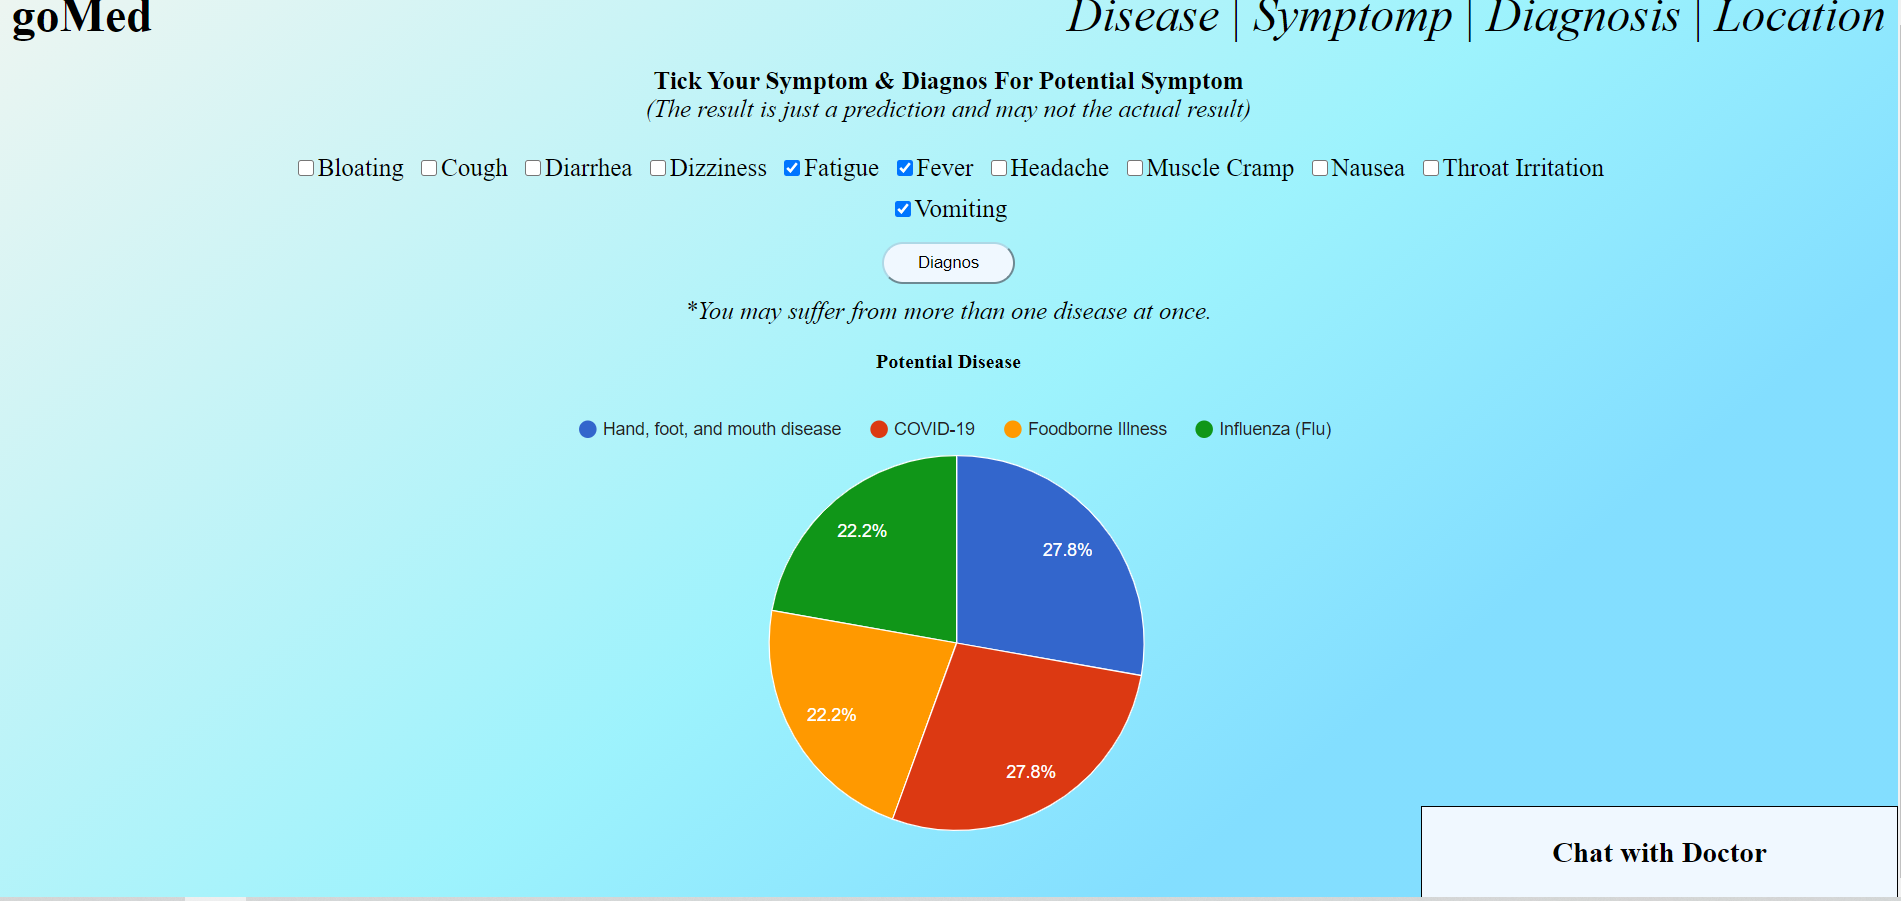 goMed
Disease | Symptomp | Diagnosis | Location
Tick Your Symptom & Diagnos For Potential Symptom
(The result is just a prediction and may not the actual result)
Bloating Cough Diarrhea Dizziness Fatigue Fever Headache Muscle Cramp Nausea Throat Irritation
Vomiting
Diagnos
*You may suffer from more than one disease at once.
Potential Disease
Hand, foot, and mouth disease COVID-19 Foodborne Illness Influenza (Flu)
22.2%
27.8%
22.2%
27.8%
Chat with Doctor